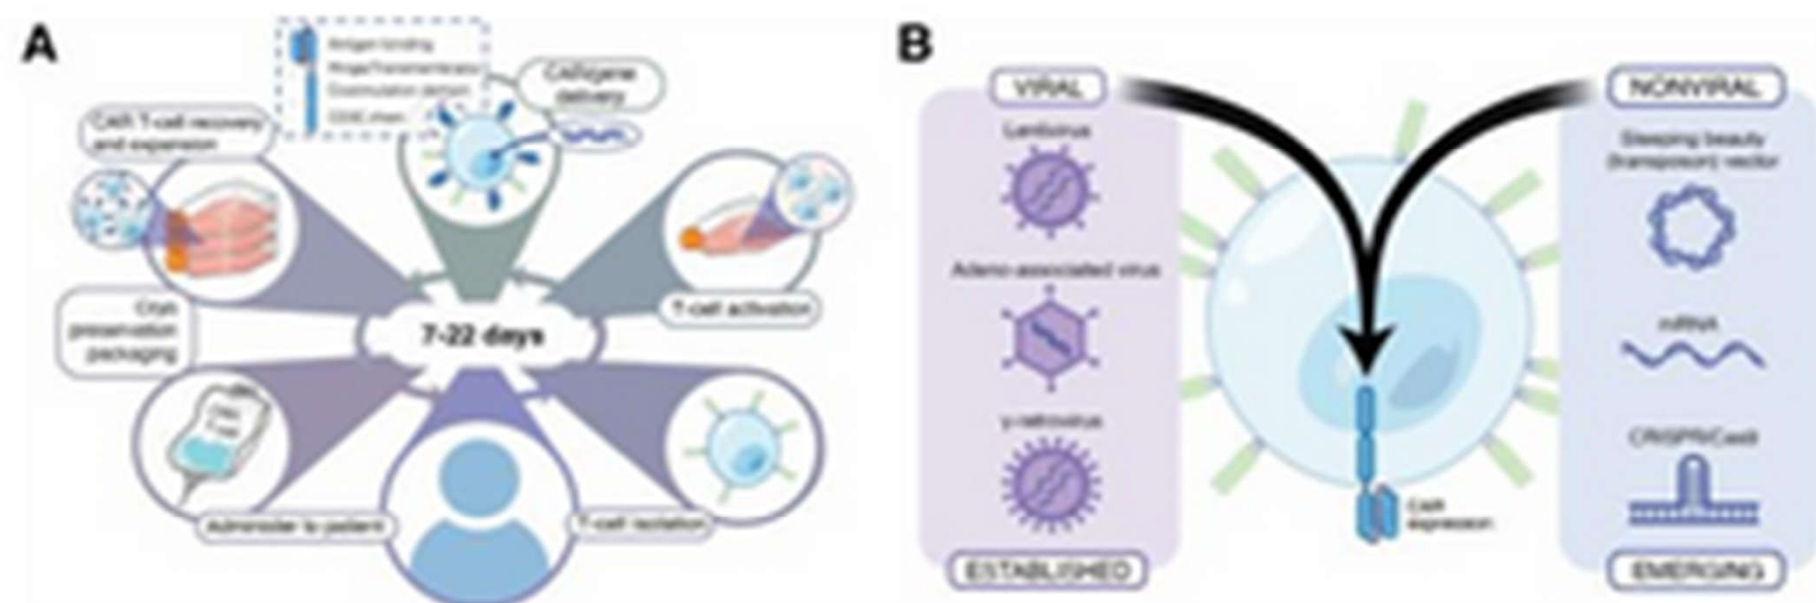 A
Antigen binding
Hinge/Transmembrane
Costimulation domain
CD3ζ chain
CAR/gene
delivery
CAR T-cell recovery
and expansion
T-cell activation
Cryo
preservation
packaging
7-22 days
Administer to patient
T-cell isolation
B
VIRAL
Lentivirus
Adeno-associated virus
γ-retrovirus
ESTABLISHED
CAR
expression
NONVIRAL
Sleeping beauty
(transposon) vector
mRNA
CRISPR/Cas9
EMERGING